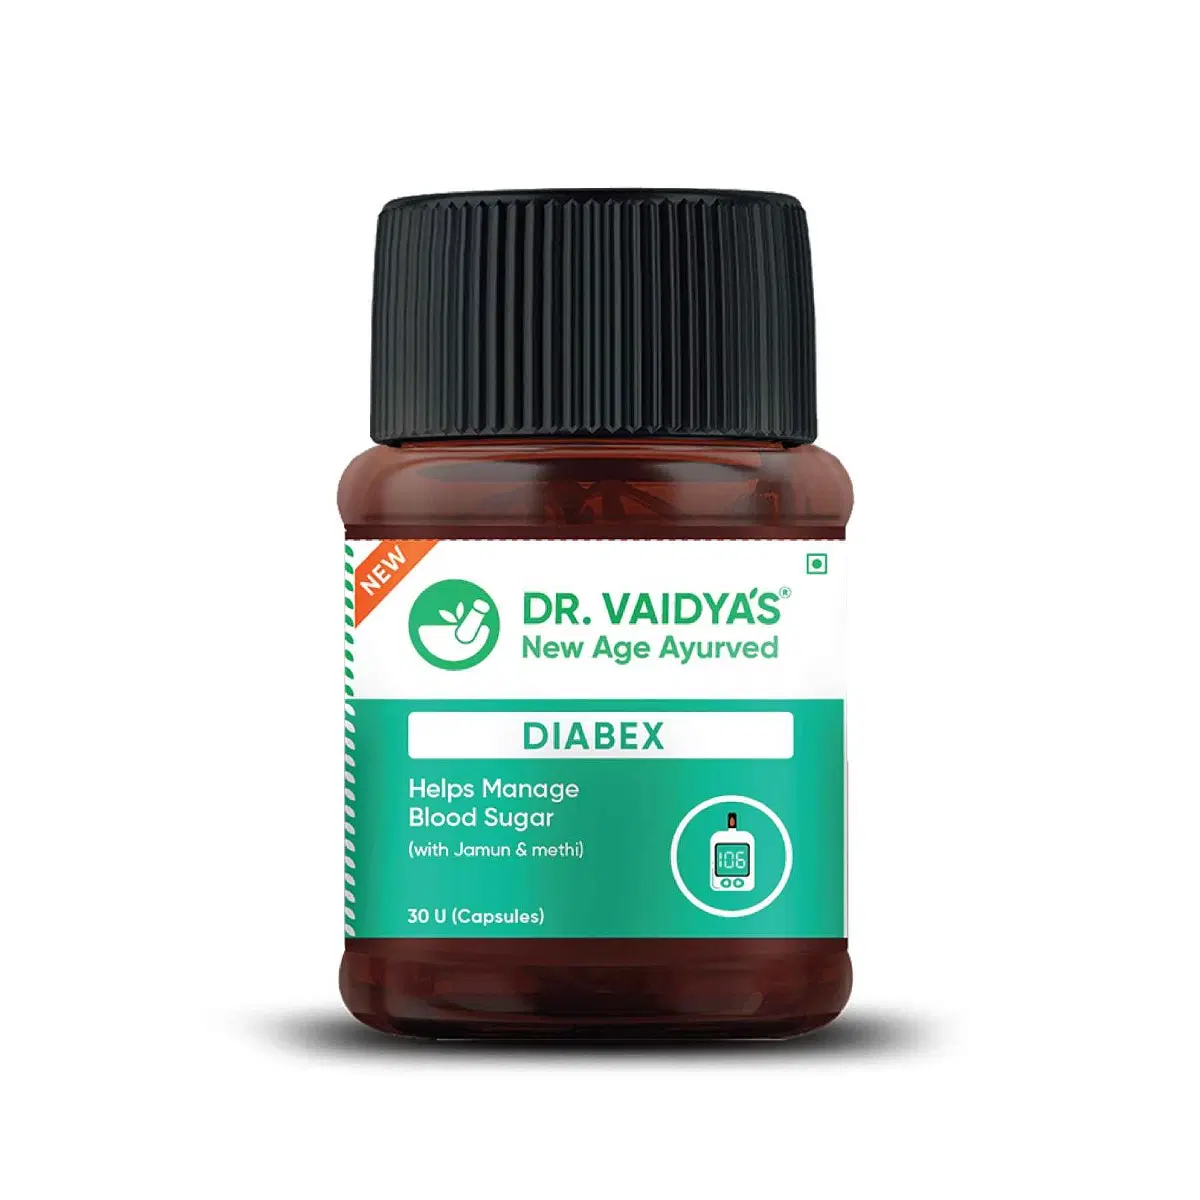 NEW
DR. VAIDYA'S®
New Age Ayurved
DIABEX
Helps Manage
Blood Sugar
(with Jamun & methi)
106
30 U (Capsules)